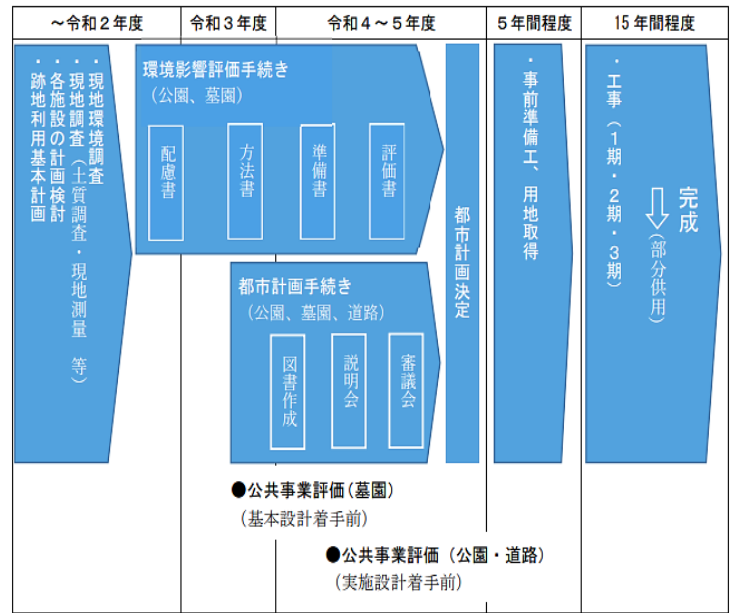 ～令和２年度
令和３年度
令和４～５年度
５年間程度
15年間程度
・現地環境調査
・現地調査（土質調査・現地測量　等）
・各施設の計画検討
・跡地利用基本計画
環境影響評価手続き
（公園、墓園）
配慮書
方法書
準備書
評価書
都市計画手続き
（公園、墓園、道路）
図書作成
説明会
審議会
都市計画決定
・事前準備工、用地取得
・工事（１期・２期・３期）
（部分供用）
完成
●公共事業評価（墓園）
（基本設計着手前）
●公共事業評価（公園・道路）
（実施設計着手前）